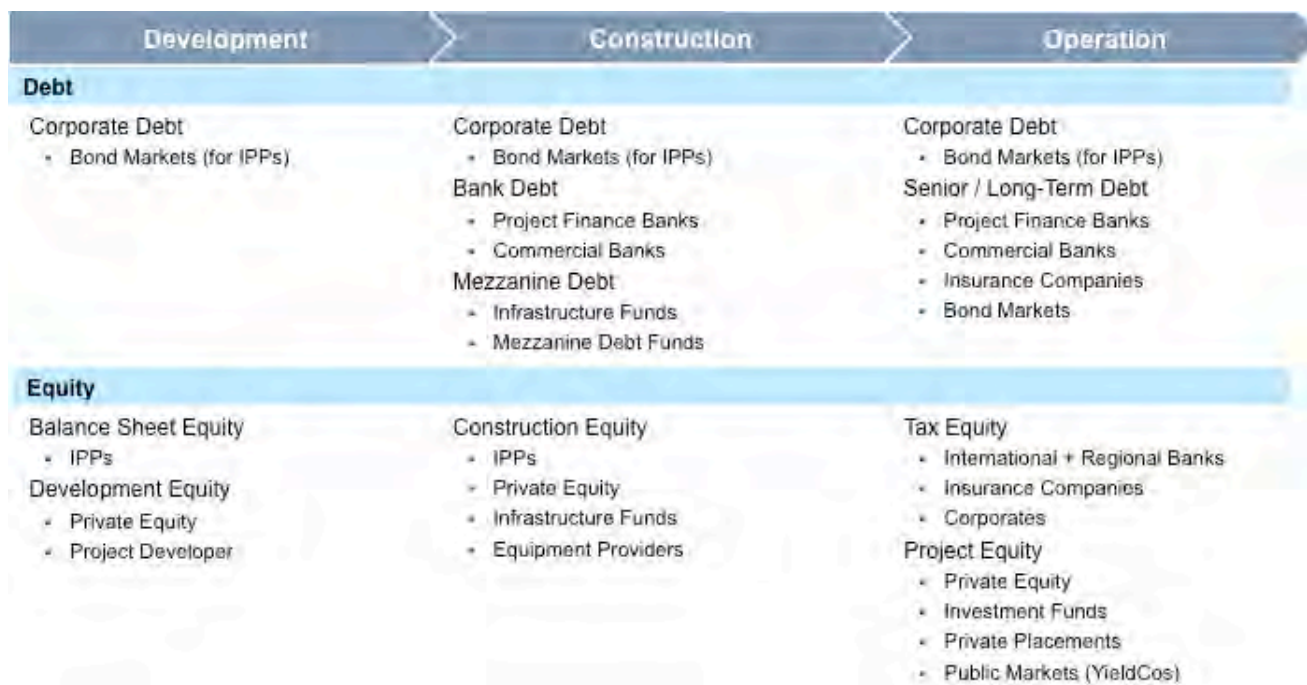 Development
Construction
Operation
Debt
Corporate Debt
- Bond Markets (for IPPs)
Corporate Debt
- Bond Markets (for IPPs)
Bank Debt
- Project Finance Banks
- Commercial Banks
Mezzanine Debt
- Infrastructure Funds
- Mezzanine Debt Funds
Corporate Debt
- Bond Markets (for IPPs)
Senior / Long-Term Debt
- Project Finance Banks
- Commercial Banks
- Insurance Companies
- Bond Markets
Equity
Balance Sheet Equity
- IPPs
Development Equity
- Private Equity
- Project Developer
Construction Equity
- IPPs
- Private Equity
- Infrastructure Funds
- Equipment Providers
Tax Equity
- International + Regional Banks
- Insurance Companies
- Corporates
Project Equity
- Private Equity
- Investment Funds
- Private Placements
- Public Markets (YieldCos)